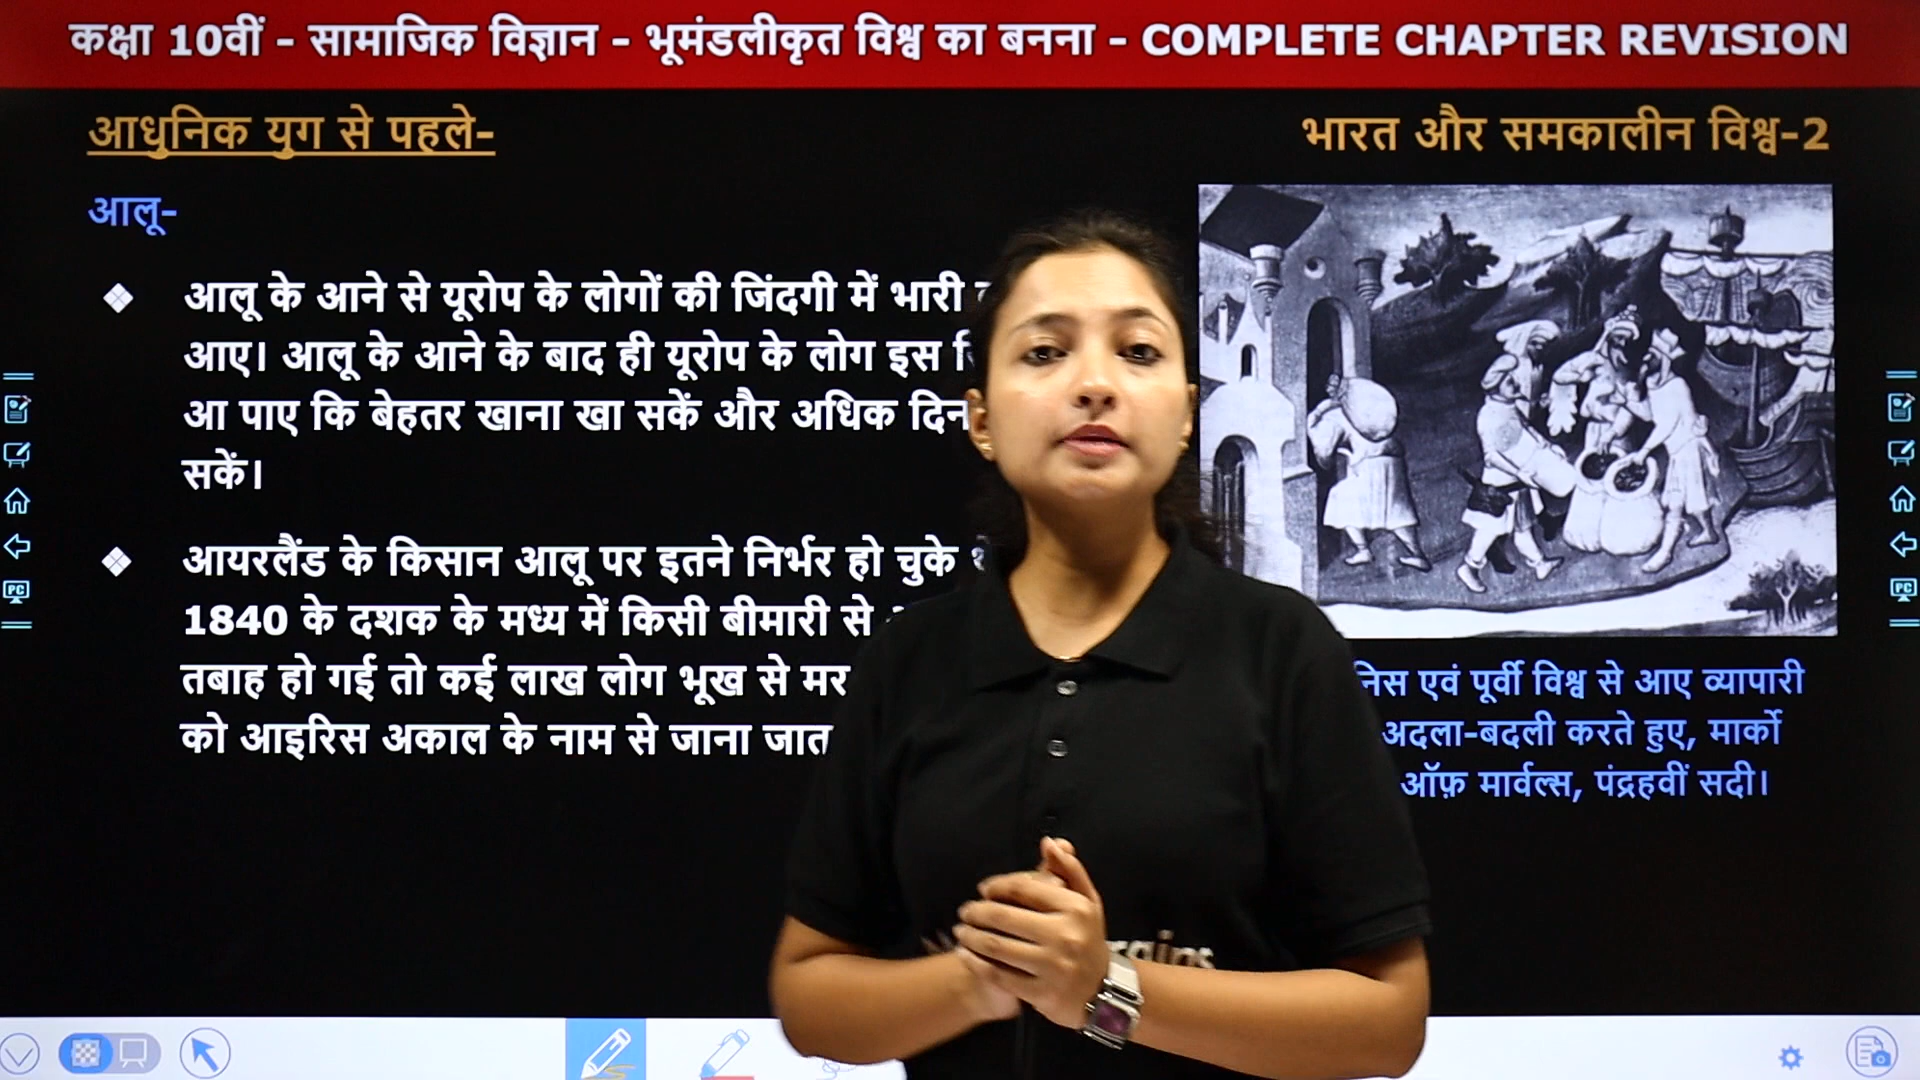 कक्षा 10वीं - सामाजिक विज्ञान - भूमंडलीकृत विश्व का बनना - COMPLETE CHAPTER REVISION
आधुनिक युग से पहले-
भारत और समकालीन विश्व-2
आलू-
❖ आलू के आने से यूरोप के लोगों की जिंदगी में भारी
आए। आलू के आने के बाद ही यूरोप के लोग इस
आ पाए कि बेहतर खाना खा सकें और अधिक दिन
सकें।
❖ आयरलैंड के किसान आलू पर इतने निर्भर हो चुके
1840 के दशक के मध्य में किसी बीमारी से
तबाह हो गई तो कई लाख लोग भूख से मर
को आइरिस अकाल के नाम से जाना जात
एवं पूर्वी विश्व से आए व्यापारी
अदला-बदली करते हुए, मार्को
ऑफ़ मार्वल्स, पंद्रहवीं सदी।
PC
PC